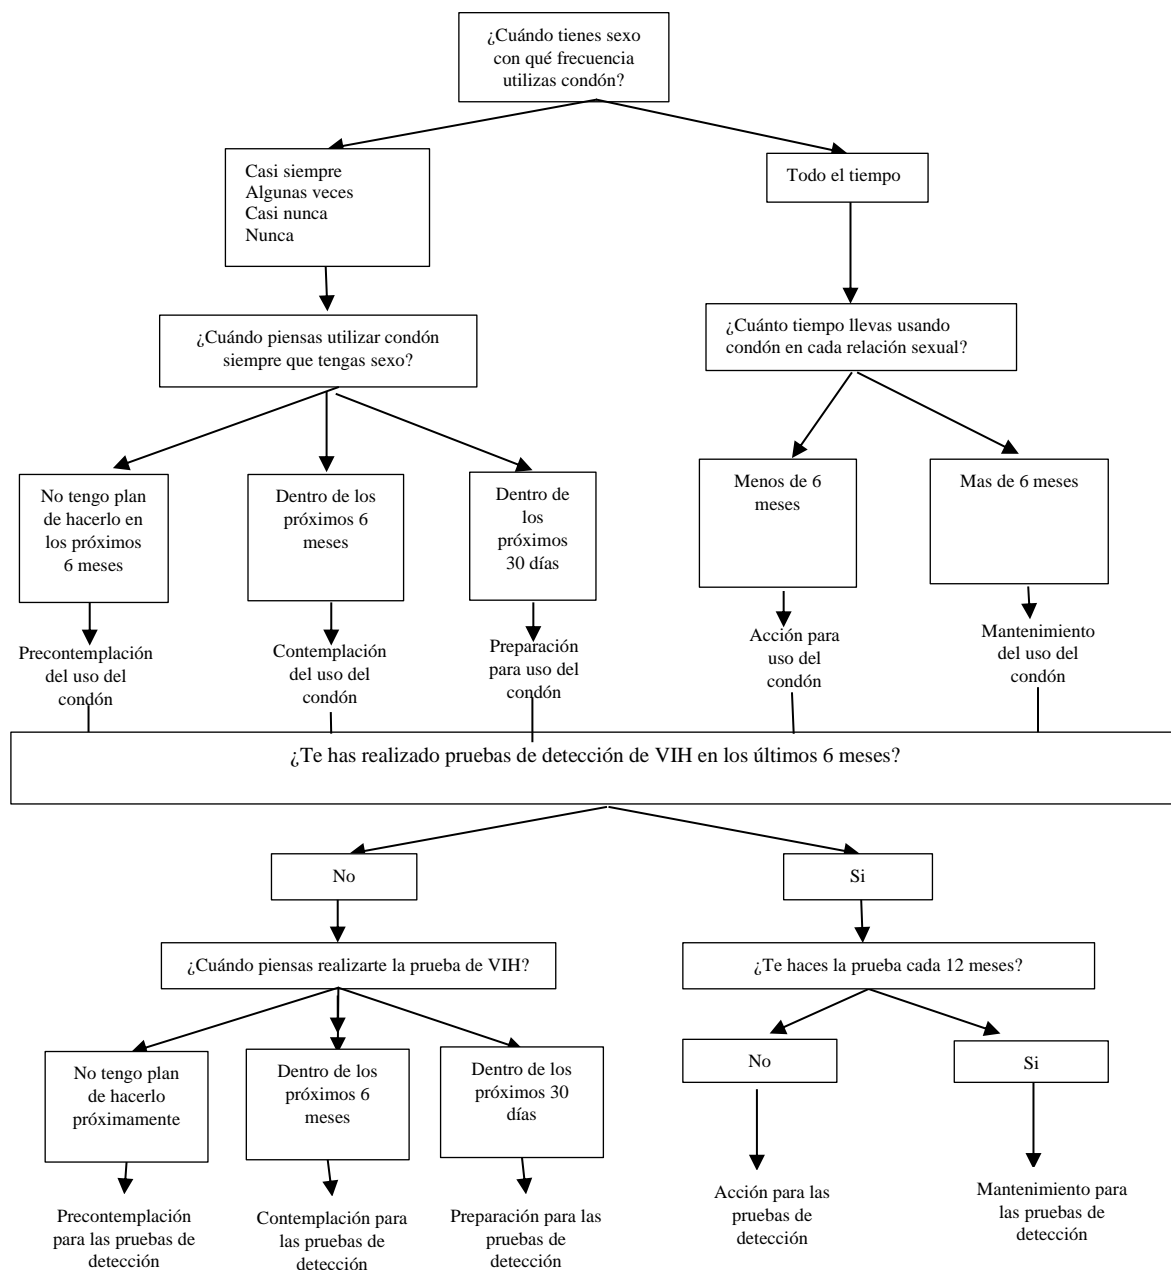 ¿Cuándo tienes sexo
con qué frecuencia
utilizas condón?
Casi siempre
Algunas veces
Casi nunca
Nunca
Todo el tiempo
¿Cuándo piensas utilizar condón
siempre que tengas sexo?
¿Cuánto tiempo llevas usando
condón en cada relación sexual?
No tengo plan
de hacerlo en
los próximos
6 meses
Dentro de los
próximos 6
meses
Dentro de
los
próximos
30 días
Menos de 6
meses
Mas de 6 meses
Precontemplación
del uso del
condón
Contemplación
del uso del
condón
Preparación
para uso del
condón
Acción para
uso del
condón
Mantenimiento
del uso del
condón
¿Te has realizado pruebas de detección de VIH en los últimos 6 meses?
No
Si
¿Cuándo piensas realizarte la prueba de VIH?
¿Te haces la prueba cada 12 meses?
No tengo plan
de hacerlo
próximamente
Dentro de los
próximos 6
meses
Dentro de los
próximos 30
días
No
Si
Precontemplación
para las pruebas de
detección
Contemplación para
las pruebas de
detección
Preparación para las
pruebas de
detección
Acción para las
pruebas de
detección
Mantenimiento para
las pruebas de
detección